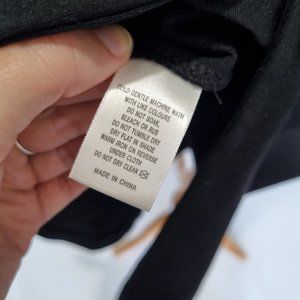 COLD GENTLE MACHINE WASH
WITH LIKE COLOURS
DO NOT SOAK,
BLEACH OR RUB
DO NOT TUMBLE DRY
DRY FLAT IN SHADE
WARM IRON ON REVERSE
UNDER CLOTH
DO NOT DRY CLEAN
MADE IN CHINA